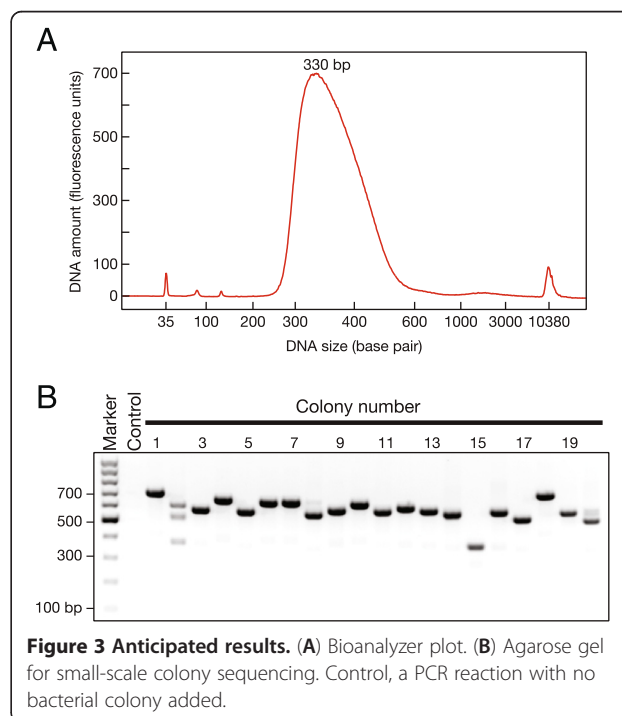 A
330 bp
DNA amount (fluorescence units)
700
500
300
100
0
35 100 200 300 400 600 1000 3000 10380
DNA size (base pair)
B
Marker
Control
Colony number
1 3 5 7 9 11 13 15 17 19
700
500
300
100 bp
Figure 3 Anticipated results. (A) Bioanalyzer plot. (B) Agarose gel
for small-scale colony sequencing. Control, a PCR reaction with no
bacterial colony added.